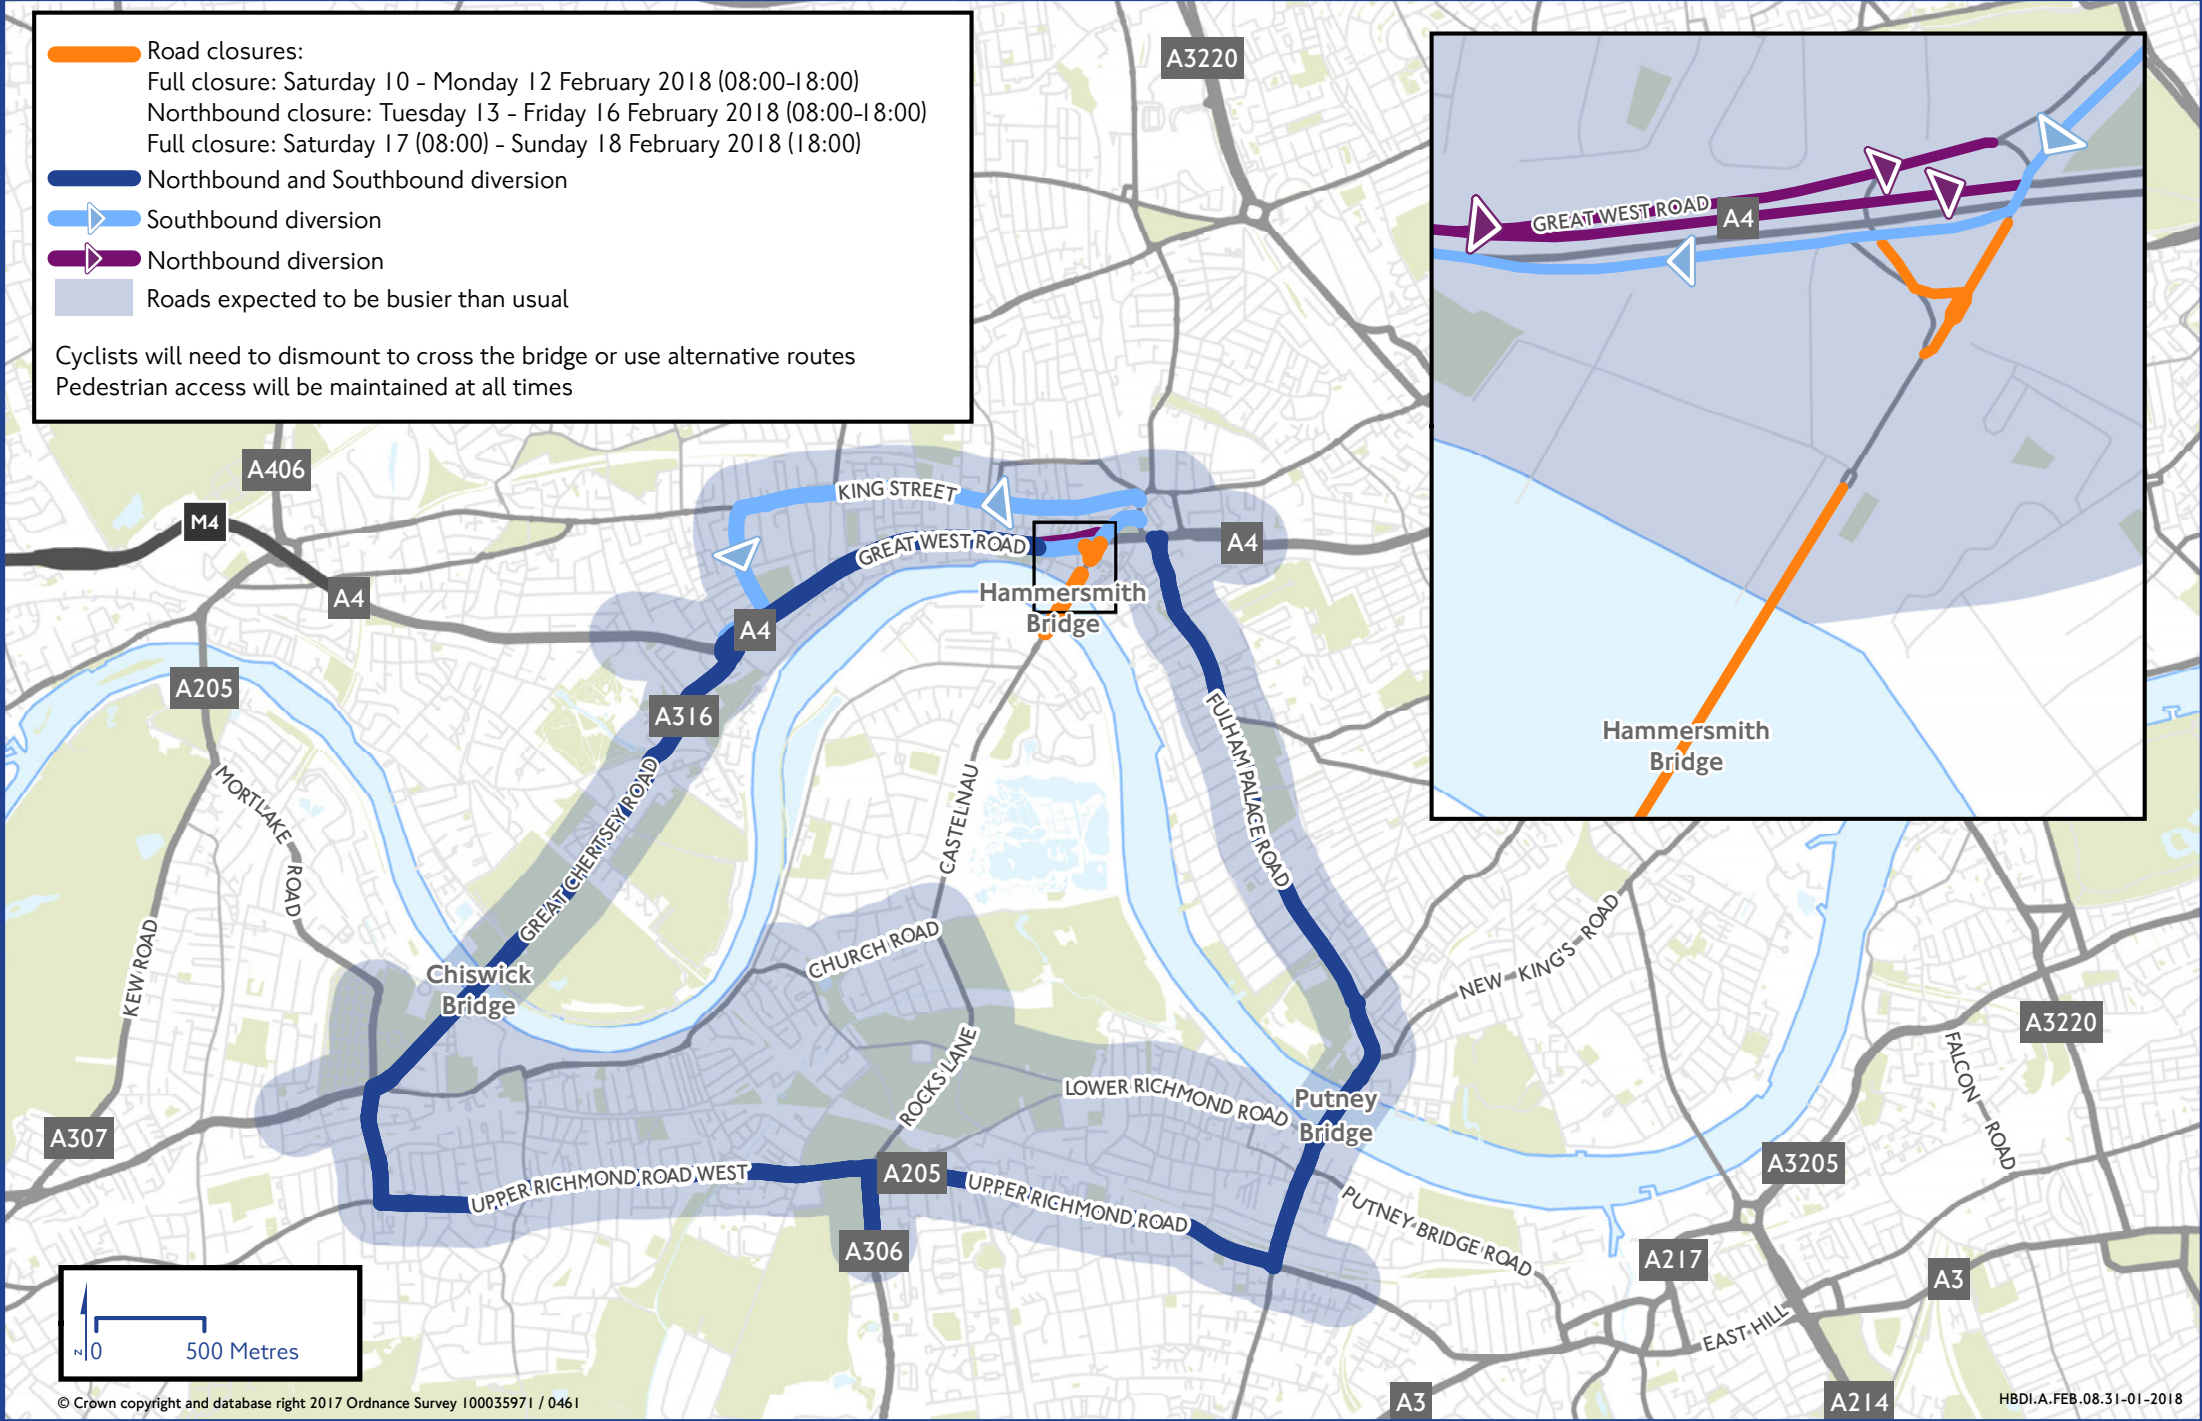 Road closures:
Full closure: Saturday 10 - Monday 12 February 2018 (08:00-18:00)
Northbound closure: Tuesday 13 - Friday 16 February 2018 (08:00-18:00)
Full closure: Saturday 17 (08:00) - Sunday 18 February 2018 (18:00)
Northbound and Southbound diversion
Southbound diversion
Northbound diversion
Roads expected to be busier than usual
Cyclists will need to dismount to cross the bridge or use alternative routes
Pedestrian access will be maintained at all times
A3220
GREAT WEST ROAD
A4
Hammersmith
Bridge
A406
M4
A4
A205
KING STREET
GREAT WEST ROAD
A4
Hammersmith
Bridge
A4
A316
MORTLAKE ROAD
GREAT CHERTSEY ROAD
CASTELNAU
FULHAM PALACE ROAD
KEW ROAD
Chiswick
Bridge
CHURCH ROAD
NEW KING'S ROAD
A3220
FALCON ROAD
ROCKS LANE
LOWER RICHMOND ROAD
Putney
Bridge
A307
A3205
UPPER RICHMOND ROAD WEST
A205
UPPER RICHMOND ROAD
PUTNEY BRIDGE ROAD
A306
A217
A3
EAST HILL
A3
A214
N
0
500 Metres
© Crown copyright and database right 2017 Ordnance Survey 100035971 / 0461
HBDI.A.FEB.08.31-01-2018